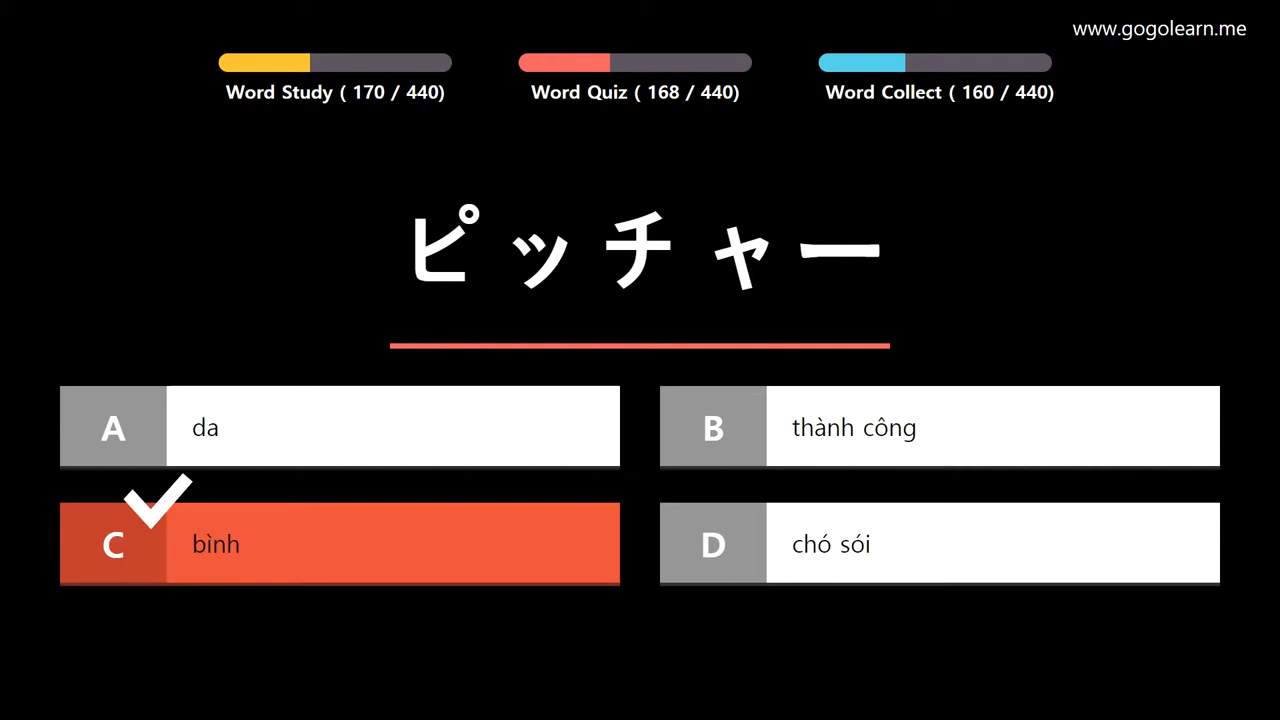 www.gogolearn.me
Word Study ( 170 / 440)
Word Quiz ( 168 / 440)
Word Collect ( 160 / 440)
ピッチャー
A da
B thành công
C bình
D chó sói